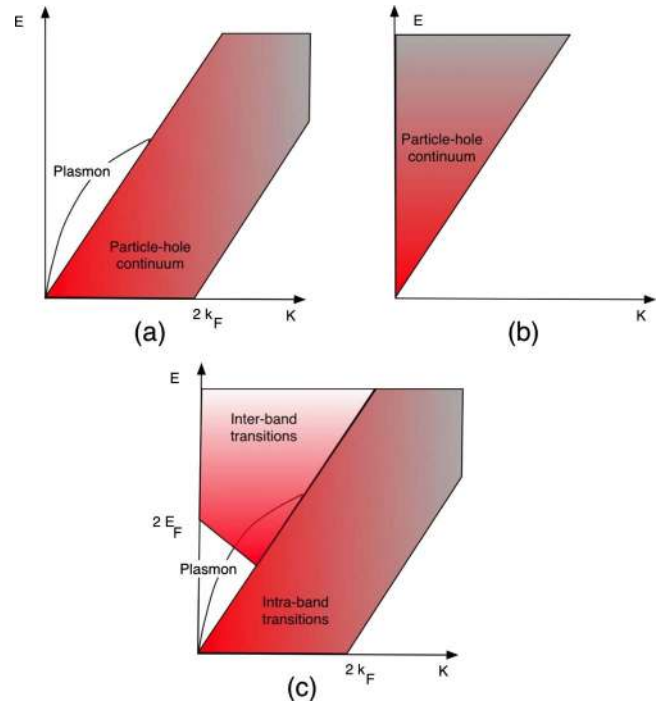 E
Plasmon
Particle-hole
continuum
2 k_F
K
(a)
E
Particle-hole
continuum
K
(b)
E
Inter-band
transitions
2 E_F
Plasmon
Intra-band
transitions
2 k_F
K
(c)